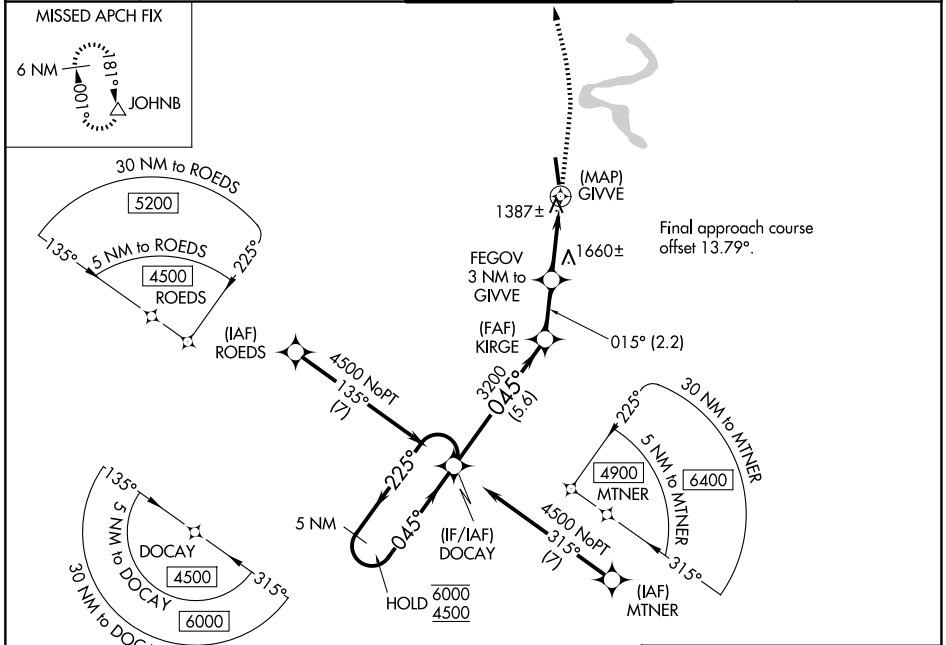 MISSED APCH FIX
6 NM
181°
001°
JOHNB
30 NM to ROEDS
5200
135°
5 NM to ROEDS
225°
4500
ROEDS
(IAF)
ROEDS
4500 NoPT
135°
(7)
(MAP)
GIVVE
1387±
1660±
FEGOV
3 NM to
GIVVE
Final approach course
offset 13.79°.
(FAF)
KIRGE
015° (2.2)
3200
045°
(5.6)
225°
045°
5 NM
(IF/IAF)
DOCAY
HOLD
6000
4500
4500 NoPT
315°
(7)
(IAF)
MTNER
30 NM to MTNER
225°
5 NM to MTNER
4900
6400
MTNER
315°
135°
5 NM to DOCAY
DOCAY
4500
315°
30 NM to
6000